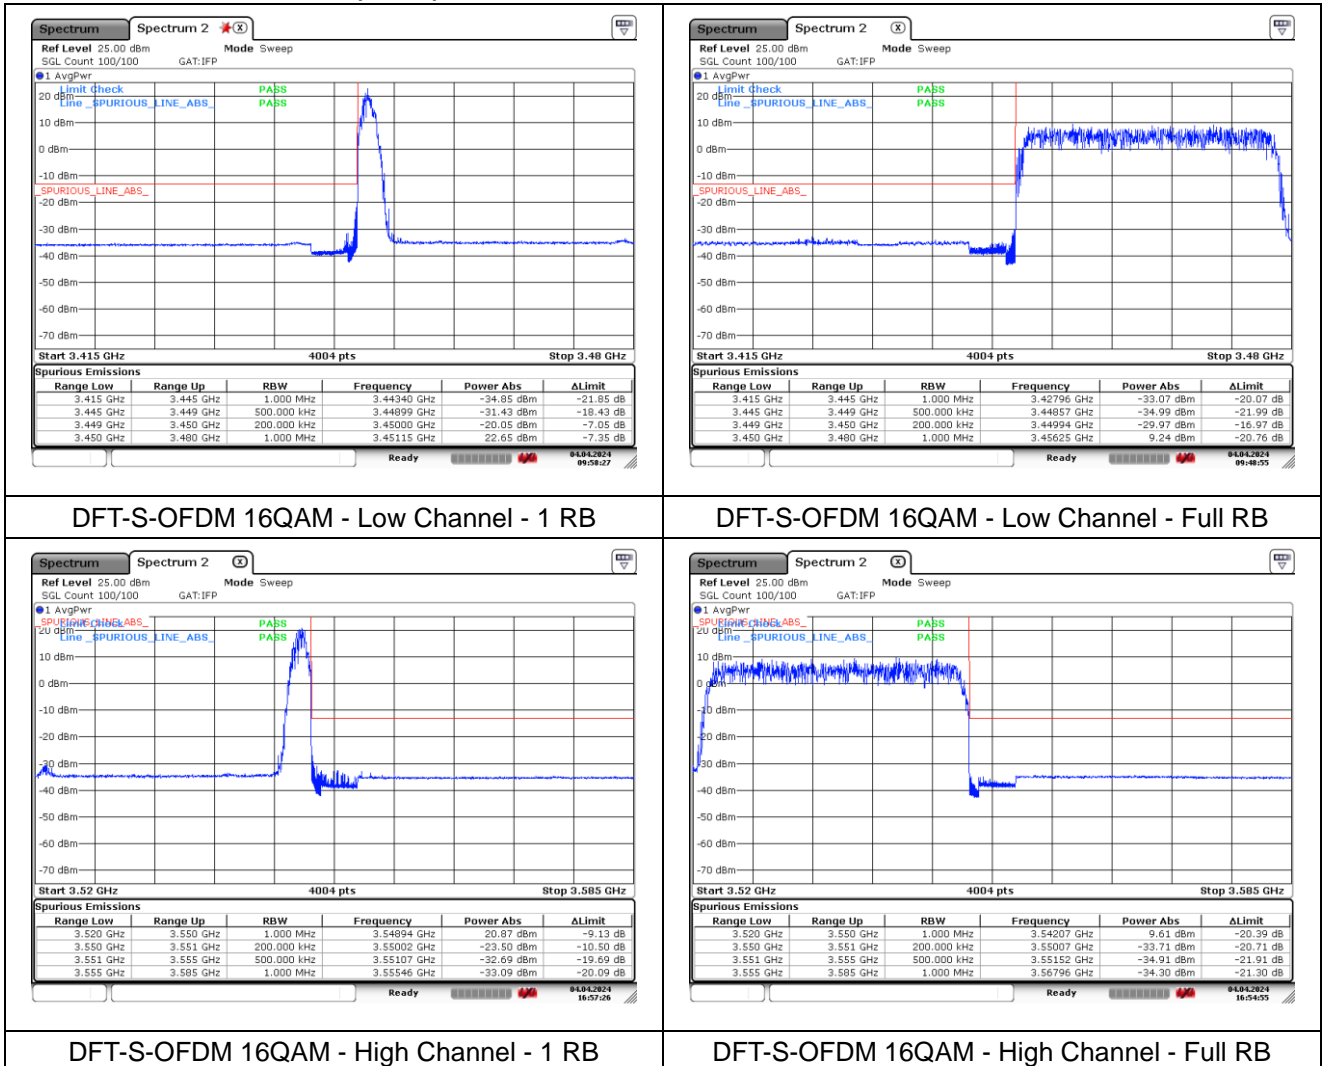 Spectrum Spectrum 2
Ref Level 25.00 dBm Mode Sweep
SGL Count 100/100 GAT:IFP
1 AvgPwr
Limit Check PASS
20 dBm
Line _SPURIOUS_LINE_ABS_ PASS
10 dBm
0 dBm
-10 dBm
_SPURIOUS_LINE_ABS_
-20 dBm
-30 dBm
-40 dBm
-50 dBm
-60 dBm
-70 dBm
Start 3.415 GHz 4004 pts Stop 3.48 GHz
Spurious Emissions
Range Low Range Up RBW Frequency Power Abs ΔLimit
3.415 GHz 3.445 GHz 1.000 MHz 3.44340 GHz -34.85 dBm -21.85 dB
3.445 GHz 3.449 GHz 500.000 kHz 3.44899 GHz -31.43 dBm -18.43 dB
3.449 GHz 3.450 GHz 200.000 kHz 3.45000 GHz -20.05 dBm -7.05 dB
3.450 GHz 3.480 GHz 1.000 MHz 3.45115 GHz 22.65 dBm -7.35 dB
Ready 04.04.2024
09:58:27
DFT-S-OFDM 16QAM - Low Channel - 1 RB
Spectrum Spectrum 2
Ref Level 25.00 dBm Mode Sweep
SGL Count 100/100 GAT:IFP
1 AvgPwr
Limit Check PASS
20 dBm
Line _SPURIOUS_LINE_ABS_ PASS
10 dBm
0 dBm
-10 dBm
_SPURIOUS_LINE_ABS_
-20 dBm
-30 dBm
-40 dBm
-50 dBm
-60 dBm
-70 dBm
Start 3.415 GHz 4004 pts Stop 3.48 GHz
Spurious Emissions
Range Low Range Up RBW Frequency Power Abs ΔLimit
3.415 GHz 3.445 GHz 1.000 MHz 3.42796 GHz -33.07 dBm -20.07 dB
3.445 GHz 3.449 GHz 500.000 kHz 3.44857 GHz -34.99 dBm -21.99 dB
3.449 GHz 3.450 GHz 200.000 kHz 3.44994 GHz -29.97 dBm -16.97 dB
3.450 GHz 3.480 GHz 1.000 MHz 3.45625 GHz 9.24 dBm -20.76 dB
Ready 04.04.2024
09:48:55
DFT-S-OFDM 16QAM - Low Channel - Full RB
Spectrum Spectrum 2
Ref Level 25.00 dBm Mode Sweep
SGL Count 100/100 GAT:IFP
1 AvgPwr
_SPURIOUS_LINE_ABS_
Limit Check PASS
20 dBm
Line _SPURIOUS_LINE_ABS_ PASS
10 dBm
0 dBm
-10 dBm
-20 dBm
-30 dBm
-40 dBm
-50 dBm
-60 dBm
-70 dBm
Start 3.52 GHz 4004 pts Stop 3.585 GHz
Spurious Emissions
Range Low Range Up RBW Frequency Power Abs ΔLimit
3.520 GHz 3.550 GHz 1.000 MHz 3.54894 GHz 20.87 dBm -9.13 dB
3.550 GHz 3.551 GHz 200.000 kHz 3.55002 GHz -23.50 dBm -10.50 dB
3.551 GHz 3.555 GHz 500.000 kHz 3.55107 GHz -32.69 dBm -19.69 dB
3.555 GHz 3.585 GHz 1.000 MHz 3.55546 GHz -33.09 dBm -20.09 dB
Ready 04.04.2024
16:57:26
DFT-S-OFDM 16QAM - High Channel - 1 RB
Spectrum Spectrum 2
Ref Level 25.00 dBm Mode Sweep
SGL Count 100/100 GAT:IFP
1 AvgPwr
_SPURIOUS_LINE_ABS_
Limit Check PASS
20 dBm
Line _SPURIOUS_LINE_ABS_ PASS
10 dBm
0 dBm
-10 dBm
-20 dBm
-30 dBm
-40 dBm
-50 dBm
-60 dBm
-70 dBm
Start 3.52 GHz 4004 pts Stop 3.585 GHz
Spurious Emissions
Range Low Range Up RBW Frequency Power Abs ΔLimit
3.520 GHz 3.550 GHz 1.000 MHz 3.54207 GHz 9.61 dBm -20.39 dB
3.550 GHz 3.551 GHz 200.000 kHz 3.55007 GHz -33.71 dBm -20.71 dB
3.551 GHz 3.555 GHz 500.000 kHz 3.55152 GHz -34.91 dBm -21.91 dB
3.555 GHz 3.585 GHz 1.000 MHz 3.56796 GHz -34.30 dBm -21.30 dB
Ready 04.04.2024
16:54:55
DFT-S-OFDM 16QAM - High Channel - Full RB